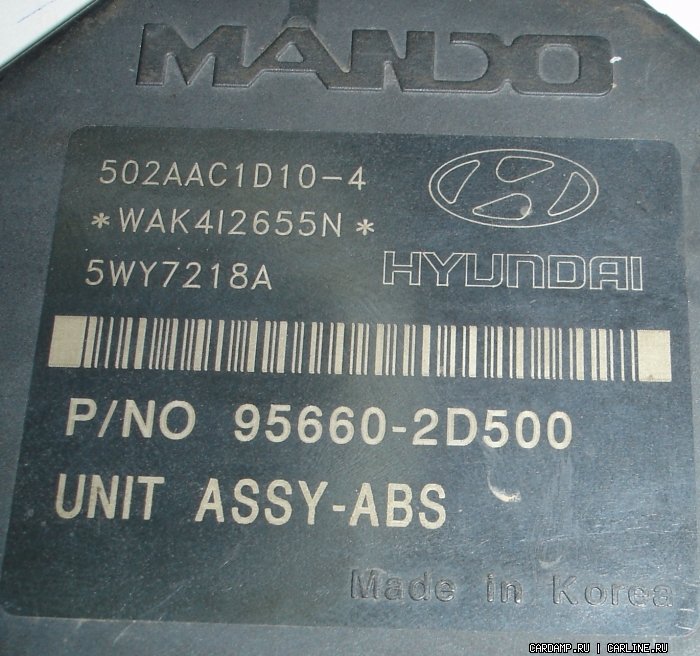 MANDO
502AAC1D10-4
*WAK4I2655N*
5WY7218A
HYUNDAI
P/NO 95660-2D500
UNIT ASSY-ABS
Made in Korea
CARDAMP.RU | CARLINE.RU